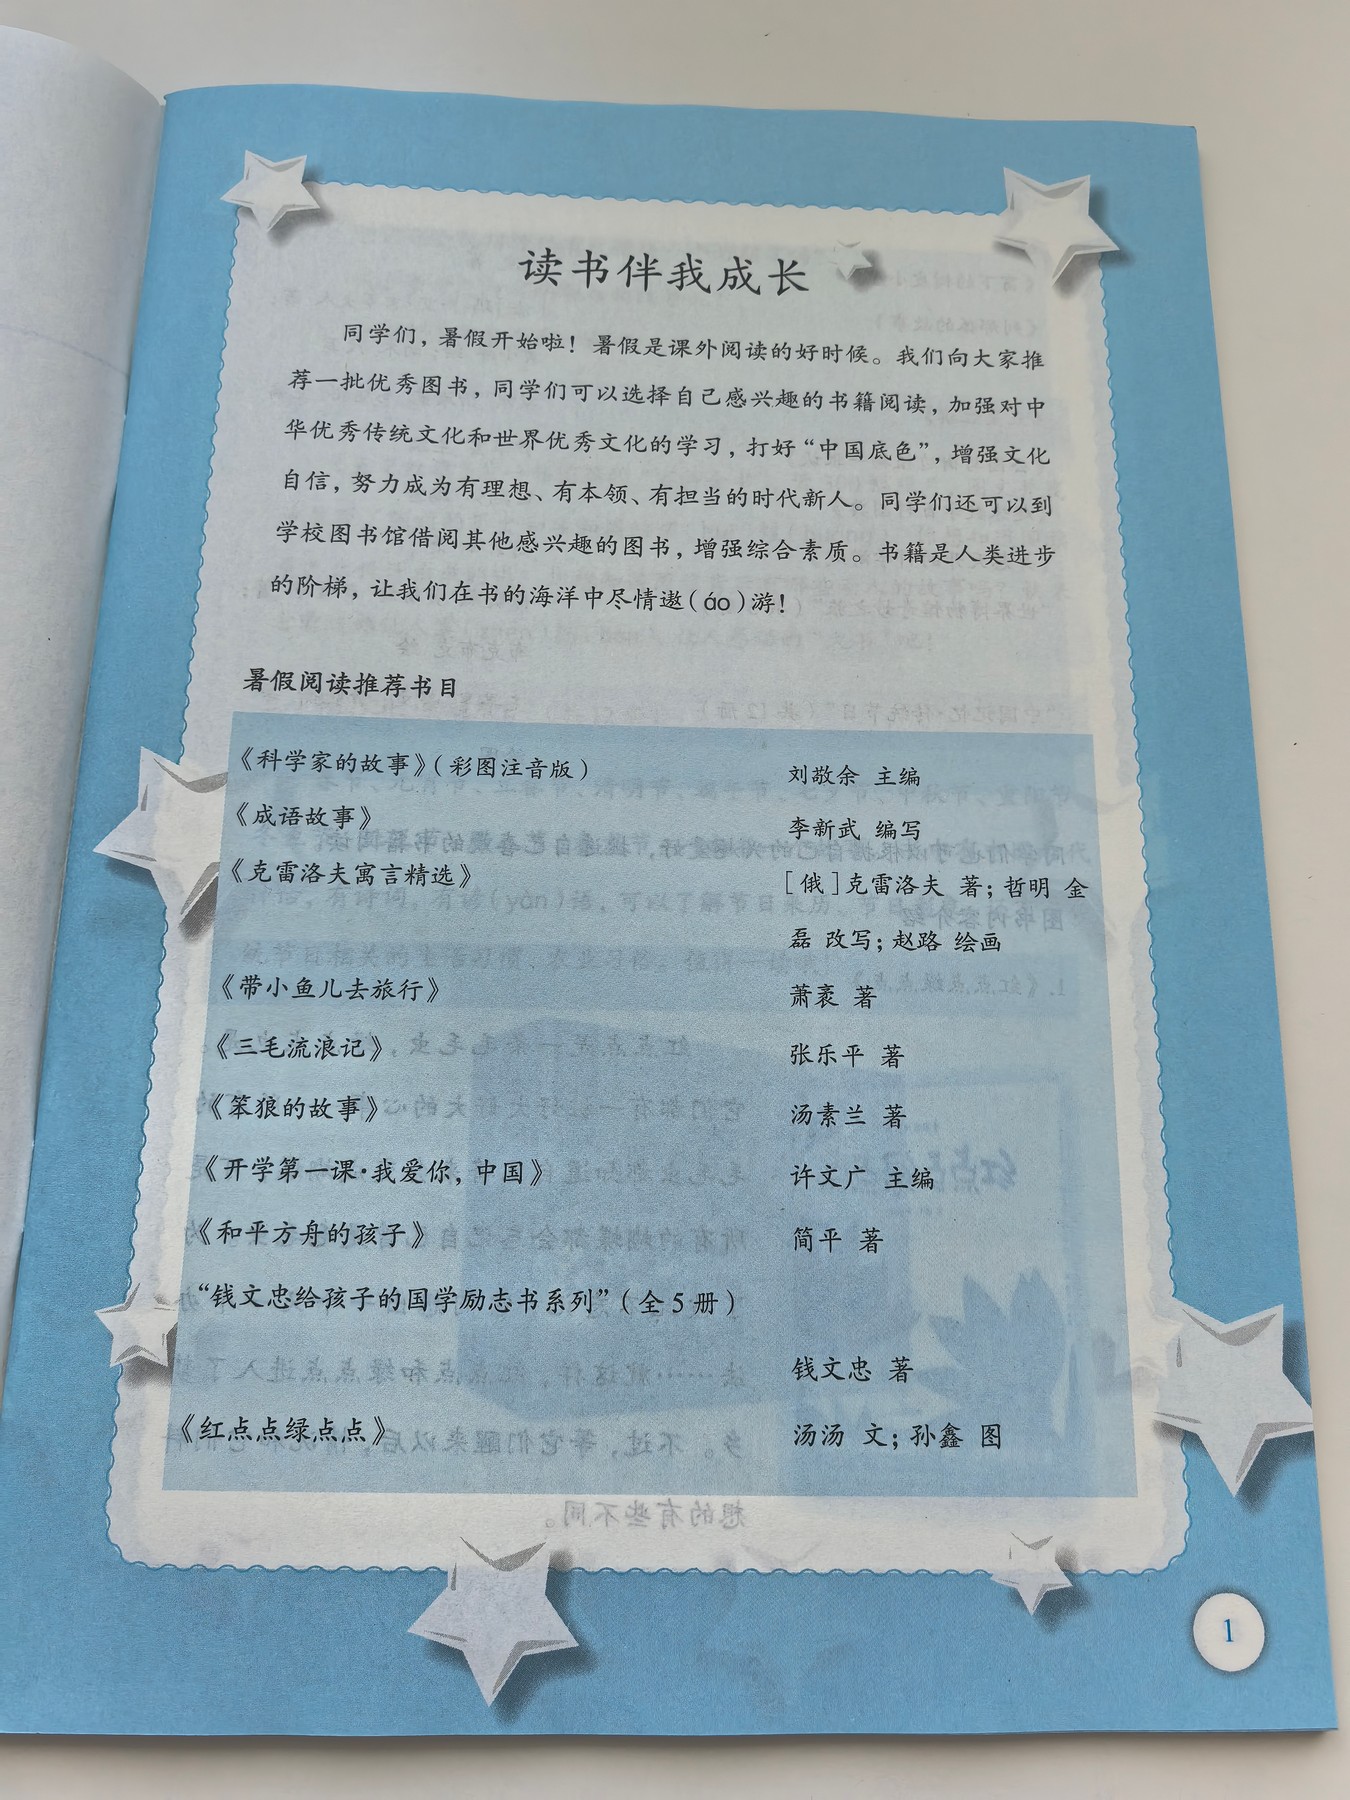 读书伴我成长
同学们，暑假开始啦！暑假是课外阅读的好时候。我们向大家推
荐一批优秀图书，同学们可以选择自己感兴趣的书籍阅读，加强对中
华优秀传统文化和世界优秀文化的学习，打好“中国底色”，增强文化
自信，努力成为有理想、有本领、有担当的时代新人。同学们还可以到
学校图书馆借阅其他感兴趣的图书，增强综合素质。书籍是人类进步
的阶梯，让我们在书的海洋中尽情遨(áo)游！
暑假阅读推荐书目
《科学家的故事》(彩图注音版) 刘敬余 主编
《成语故事》 李新武 编写
《克雷洛夫寓言精选》 [俄]克雷洛夫 著；哲明 金
磊 改写；赵路 绘画
《带小鱼儿去旅行》 萧袤 著
《三毛流浪记》 张乐平 著
《笨狼的故事》 汤素兰 著
《开学第一课·我爱你，中国》 许文广 主编
《和平方舟的孩子》 简平 著
“钱文忠给孩子的国学励志书系列”(全5册)
钱文忠 著
《红点点绿点点》 汤汤 文；孙鑫 图
1